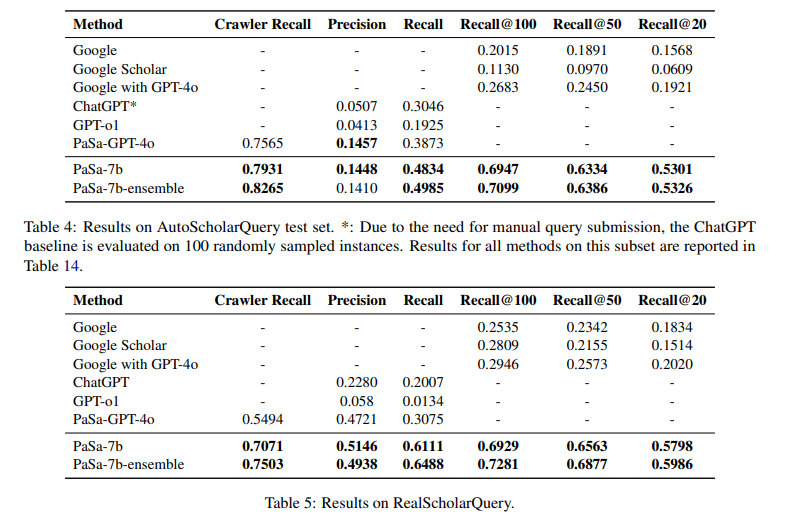 Method Crawler Recall Precision Recall Recall@100 Recall@50 Recall@20
Google - - - 0.2015 0.1891 0.1568
Google Scholar - - - 0.1130 0.0970 0.0609
Google with GPT-4o - - - 0.2683 0.2450 0.1921
ChatGPT* - 0.0507 0.3046 - - -
GPT-o1 - 0.0413 0.1925 - - -
PaSa-GPT-4o 0.7565 0.1457 0.3873 - - -
PaSa-7b 0.7931 0.1448 0.4834 0.6947 0.6334 0.5301
PaSa-7b-ensemble 0.8265 0.1410 0.4985 0.7099 0.6386 0.5326
Table 4: Results on AutoScholarQuery test set. *: Due to the need for manual query submission, the ChatGPT
baseline is evaluated on 100 randomly sampled instances. Results for all methods on this subset are reported in
Table 14.
Method Crawler Recall Precision Recall Recall@100 Recall@50 Recall@20
Google - - - 0.2535 0.2342 0.1834
Google Scholar - - - 0.2809 0.2155 0.1514
Google with GPT-4o - - - 0.2946 0.2573 0.2020
ChatGPT - 0.2280 0.2007 - - -
GPT-o1 - 0.058 0.0134 - - -
PaSa-GPT-4o 0.5494 0.4721 0.3075 - - -
PaSa-7b 0.7071 0.5146 0.6111 0.6929 0.6563 0.5798
PaSa-7b-ensemble 0.7503 0.4938 0.6488 0.7281 0.6877 0.5986
Table 5: Results on RealScholarQuery.